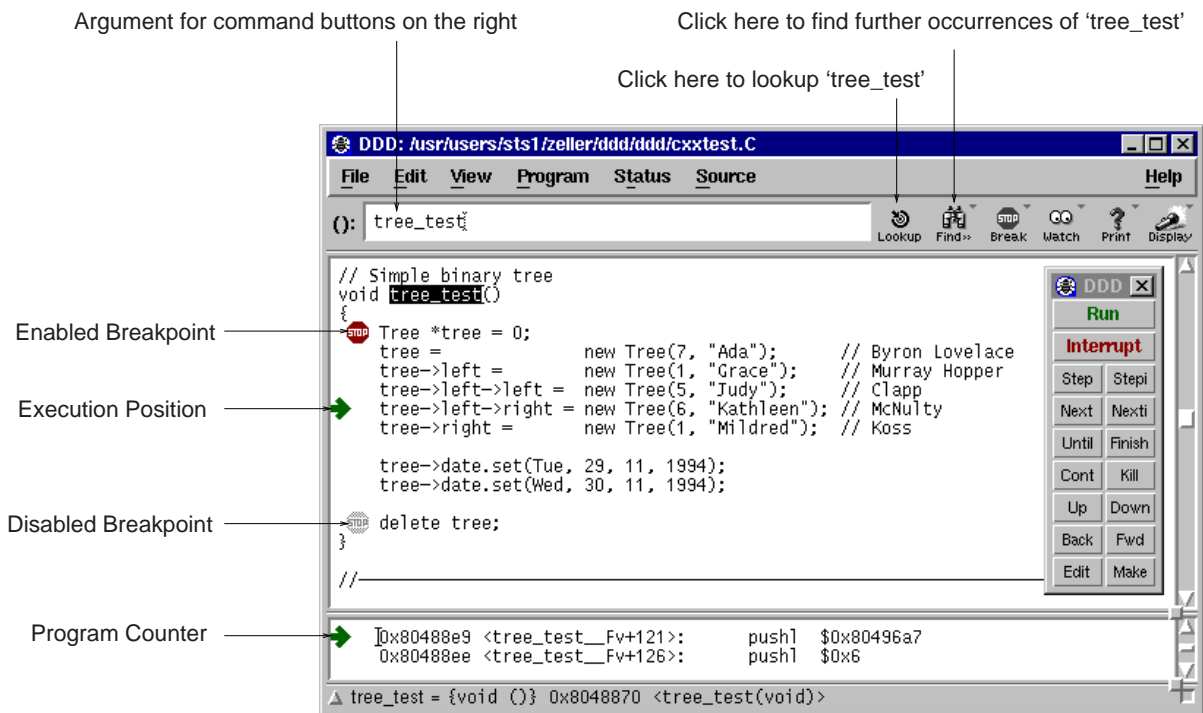 Argument for command buttons on the right
Click here to find further occurrences of ‘tree_test’
Click here to lookup ‘tree_test’
DDD: /usr/users/sts1/zeller/ddd/ddd/cxxtest.C
File Edit View Program Status Source Help
(): tree_test
Lookup Find» Break Watch Print Display
STOP
// Simple binary tree
void tree_test()
{
Enabled Breakpoint
STOP Tree *tree = 0;
tree = new Tree(7, "Ada"); // Byron Lovelace
tree->left = new Tree(1, "Grace"); // Murray Hopper
tree->left->left = new Tree(5, "Judy"); // Clapp
Execution Position
tree->left->right = new Tree(6, "Kathleen"); // McNulty
tree->right = new Tree(1, "Mildred"); // Koss
tree->date.set(Tue, 29, 11, 1994);
tree->date.set(Wed, 30, 11, 1994);
Disabled Breakpoint
STOP delete tree;
}
//
DDD
Run
Interrupt
Step Stepi
Next Nexti
Until Finish
Cont Kill
Up Down
Back Fwd
Edit Make
Program Counter
0x80488e9 <tree_test__Fv+121>: pushl $0x80496a7
0x80488ee <tree_test__Fv+126>: pushl $0x6
tree_test = {void ()} 0x8048870 <tree_test(void)>